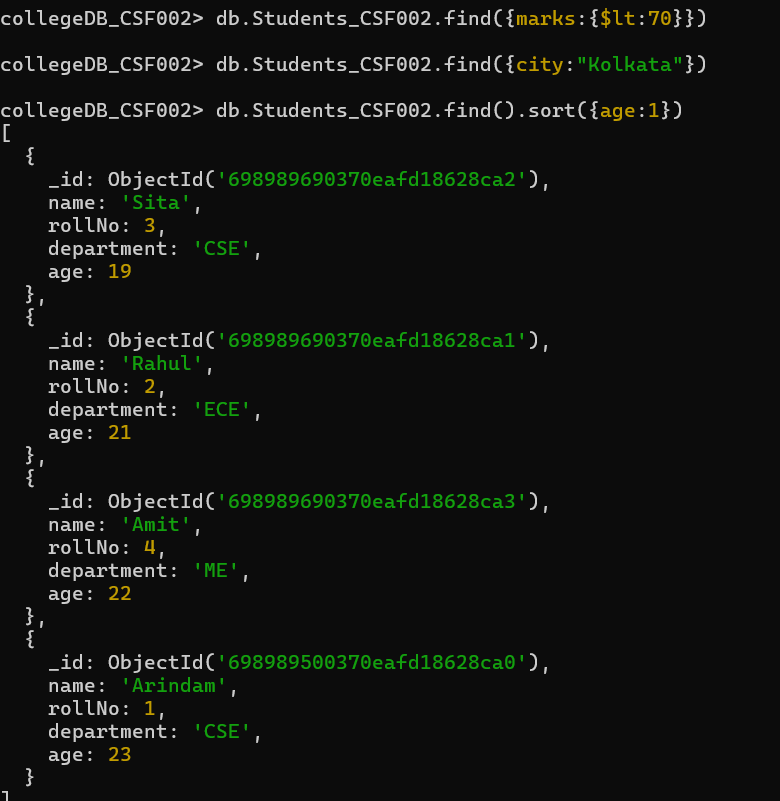 collegeDB_CSF002> db.Students_CSF002.find({marks:{$lt:70}})
collegeDB_CSF002> db.Students_CSF002.find({city:"Kolkata"})
collegeDB_CSF002> db.Students_CSF002.find().sort({age:1})
[
  {
    _id: ObjectId('698989690370eafd18628ca2'),
    name: 'Sita',
    rollNo: 3,
    department: 'CSE',
    age: 19
  },
  {
    _id: ObjectId('698989690370eafd18628ca1'),
    name: 'Rahul',
    rollNo: 2,
    department: 'ECE',
    age: 21
  },
  {
    _id: ObjectId('698989690370eafd18628ca3'),
    name: 'Amit',
    rollNo: 4,
    department: 'ME',
    age: 22
  },
  {
    _id: ObjectId('698989500370eafd18628ca0'),
    name: 'Arindam',
    rollNo: 1,
    department: 'CSE',
    age: 23
  }
]